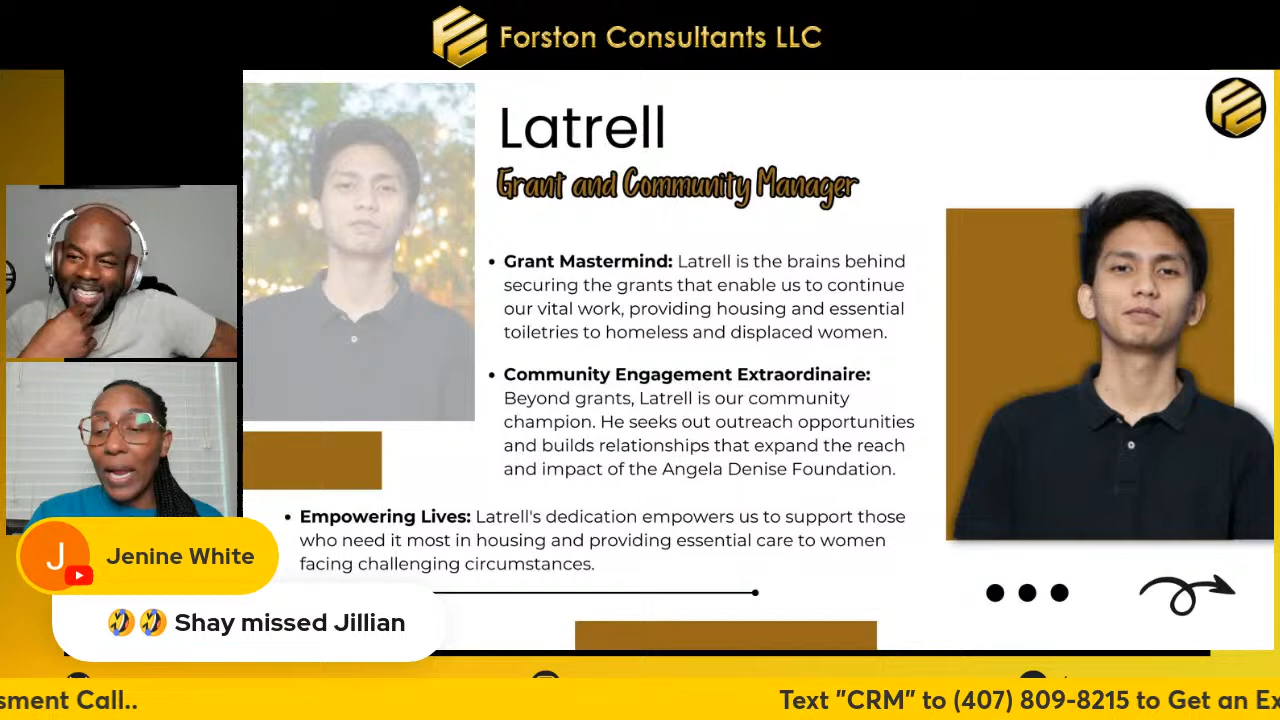 Forston Consultants LLC
Latrell
Grant and Community Manager
• Grant Mastermind: Latrell is the brains behind
securing the grants that enable us to continue
our vital work, providing housing and essential
toiletries to homeless and displaced women.
• Community Engagement Extraordinaire:
Beyond grants, Latrell is our community
champion. He seeks out outreach opportunities
and builds relationships that expand the reach
and impact of the Angela Denise Foundation.
• Empowering Lives: Latrell's dedication empowers us to support those
who need it most in housing and providing essential care to women
facing challenging circumstances.
J
Jenine White
🤣🤣 Shay missed Jillian
sment Call..
Text "CRM" to (407) 809-8215 to Get an Ex